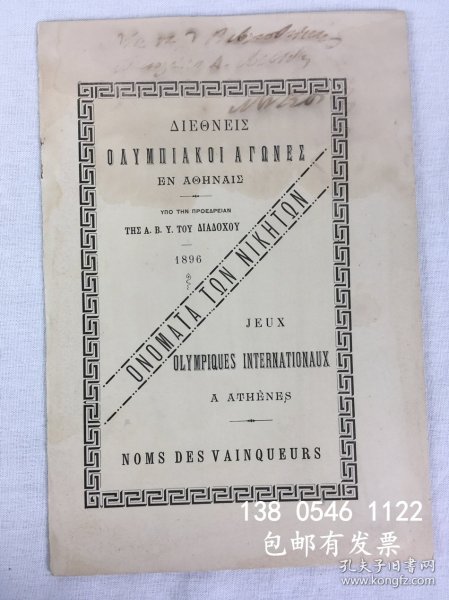 ΔΙΕΘΝΕΙΣ
ΟΛΥΜΠΙΑΚΟΙ ΑΓΩΝΕΣ
ΕΝ ΑΘΗΝΑΙΣ
ΥΠΟ ΤΗΝ ΠΡΟΕΔΡΕΙΑΝ
ΤΗΣ Α. Β. Υ. ΤΟΥ ΔΙΑΔΟΧΟΥ
1896
ΟΝΟΜΑΤΑ ΤΩΝ ΝΙΚΗΤΩΝ
JEUX
OLYMPIQUES INTERNATIONAUX
A ATHÈNES
NOMS DES VAINQUEURS
138 0546 1122
包邮有发票
孔夫子旧书网
www.kongfz.com